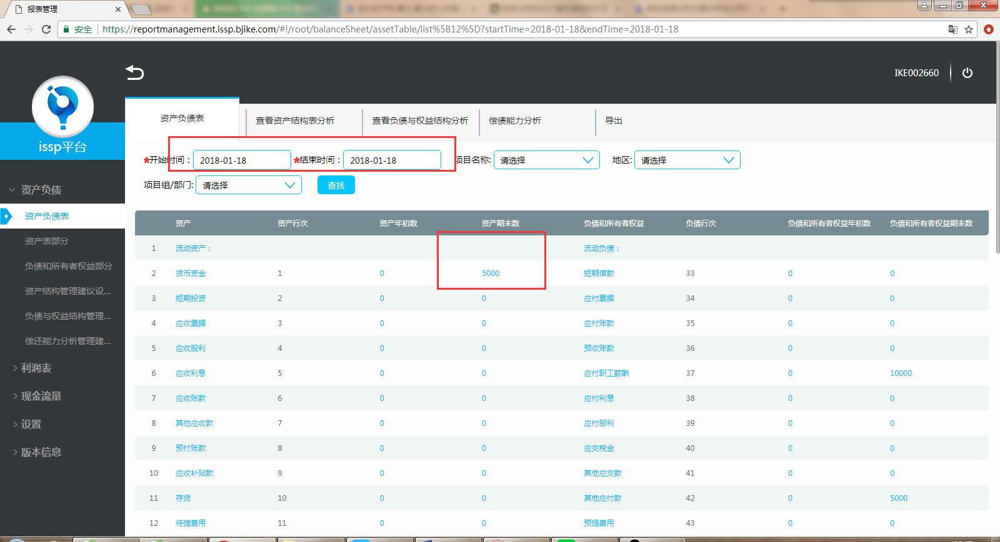 报表管理
安全 https://reportmanagement.issp.bjike.com/#!/root/balanceSheet/assetTable/list%5B12%5D?startTime=2018-01-18&endTime=2018-01-18
IKE002660
issp平台
资产负债
资产负债表
资产表部分
负债和所有者权益部分
资产结构管理建议设...
负债与权益结构管理...
偿还能力分析管理建...
利润表
现金流量
设置
版本信息
资产负债表 查看资产结构表分析 查看负债与权益结构分析 偿债能力分析 导出
*开始时间： 2018-01-18 *结束时间： 2018-01-18 项目名称: 请选择 地区: 请选择
项目组/部门: 请选择 查找
资产 资产行次 资产年初数 资产期末数 负债和所有者权益 负债行次 负债和所有者权益年初数 负债和所有者权益期末数
1 流动资产： 流动负债：
2 货币资金 1 0 5000 短期借款 33 0 0
3 短期投资 2 0 0 应付票据 34 0 0
4 应收票据 3 0 0 应付账款 35 0 0
5 应收股利 4 0 0 预收账款 36 0 0
6 应收利息 5 0 0 应付职工薪酬 37 0 10000
7 应收账款 6 0 0 应付利息 38 0 0
8 其他应收款 7 0 0 应付股利 39 0 0
9 预付账款 8 0 0 应交税金 40 0 0
10 应收补贴款 9 0 0 其他应交款 41 0 0
11 存货 10 0 0 其他应付款 42 0 5000
12 待摊费用 11 0 0 预提费用 43 0 0